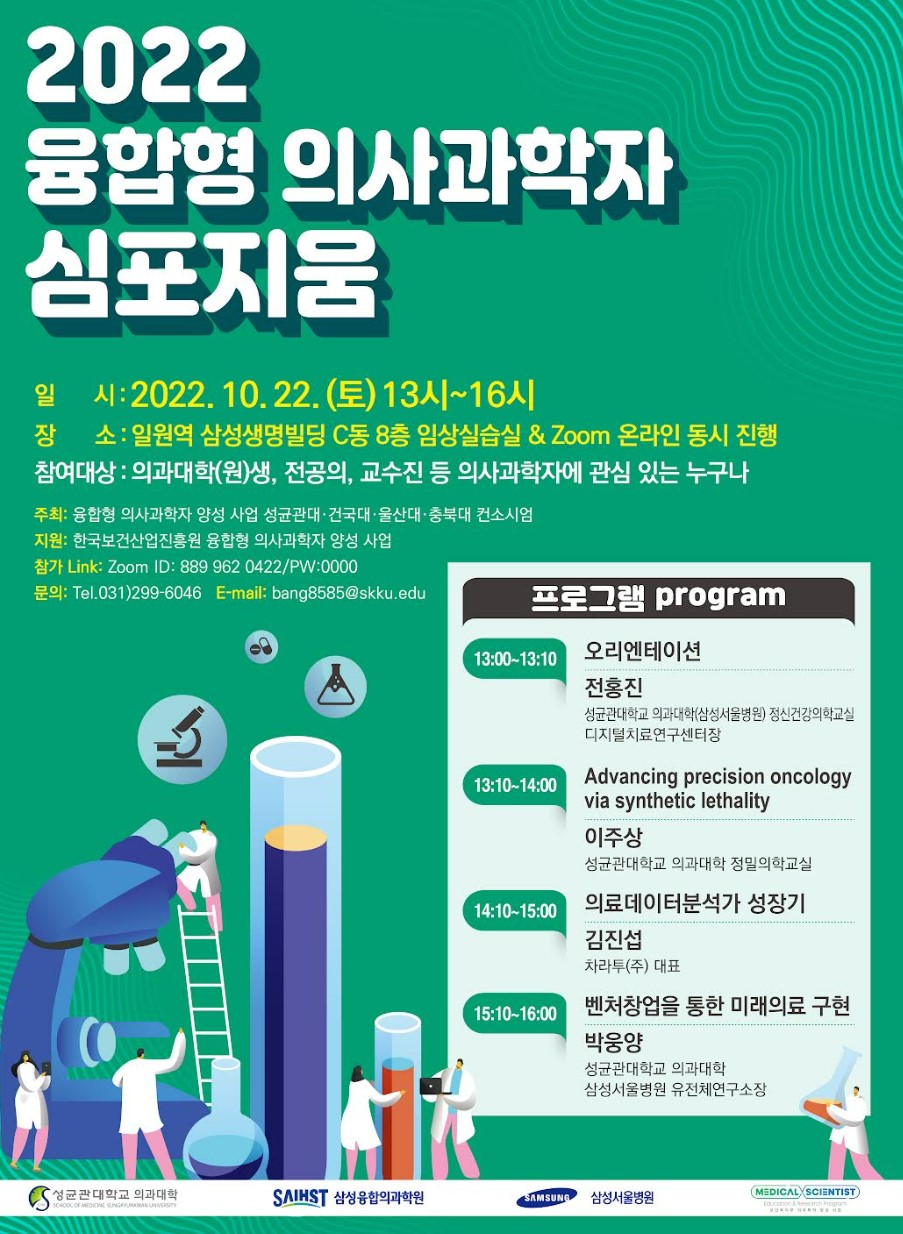 2022
융합형 의사과학자
심포지움
일 시 : 2022. 10. 22. (토) 13시~16시
장 소 : 일원역 삼성생명빌딩 C동 8층 임상실습실 & Zoom 온라인 동시 진행
참여대상 : 의과대학(원)생, 전공의, 교수진 등 의사과학자에 관심 있는 누구나
주최: 융합형 의사과학자 양성 사업 성균관대·건국대·울산대·충북대 컨소시엄
지원: 한국보건산업진흥원 융합형 의사과학자 양성 사업
참가 Link: Zoom ID: 889 962 0422/PW:0000
문의: Tel.031)299-6046 E-mail: bang8585@skku.edu
프로그램 program
13:00~13:10 오리엔테이션
전홍진
성균관대학교 의과대학(삼성서울병원) 정신건강의학교실
디지털치료연구센터장
13:10~14:00 Advancing precision oncology
via synthetic lethality
이주상
성균관대학교 의과대학 정밀의학교실
14:10~15:00 의료데이터분석가 성장기
김진섭
차라투(주) 대표
15:10~16:00 벤처창업을 통한 미래의료 구현
박웅양
성균관대학교 의과대학
삼성서울병원 유전체연구소장
성균관대학교 의과대학
SCHOOL OF MEDICINE, SUNGKYUNKWAN UNIVERSITY
SAIHST 삼성융합의과학원
SAMSUNG 삼성서울병원
MEDICAL SCIENTIST
Education & Research Program